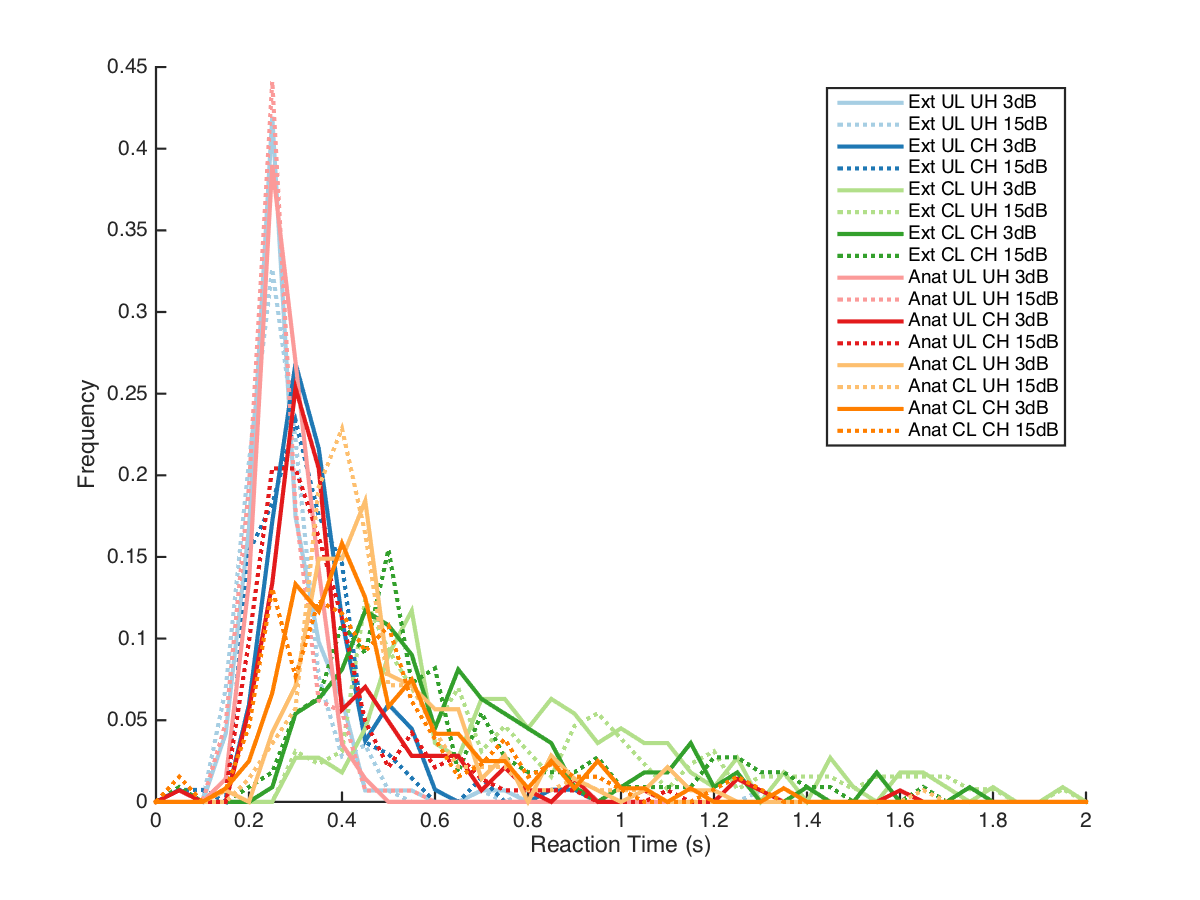 0.45
0.4
0.35
0.3
0.25
0.2
0.15
0.1
0.05
0
Frequency
0 0.2 0.4 0.6 0.8 1 1.2 1.4 1.6 1.8 2
Reaction Time (s)
Ext UL UH 3dB
Ext UL UH 15dB
Ext UL CH 3dB
Ext UL CH 15dB
Ext CL UH 3dB
Ext CL UH 15dB
Ext CL CH 3dB
Ext CL CH 15dB
Anat UL UH 3dB
Anat UL UH 15dB
Anat UL CH 3dB
Anat UL CH 15dB
Anat CL UH 3dB
Anat CL UH 15dB
Anat CL CH 3dB
Anat CL CH 15dB